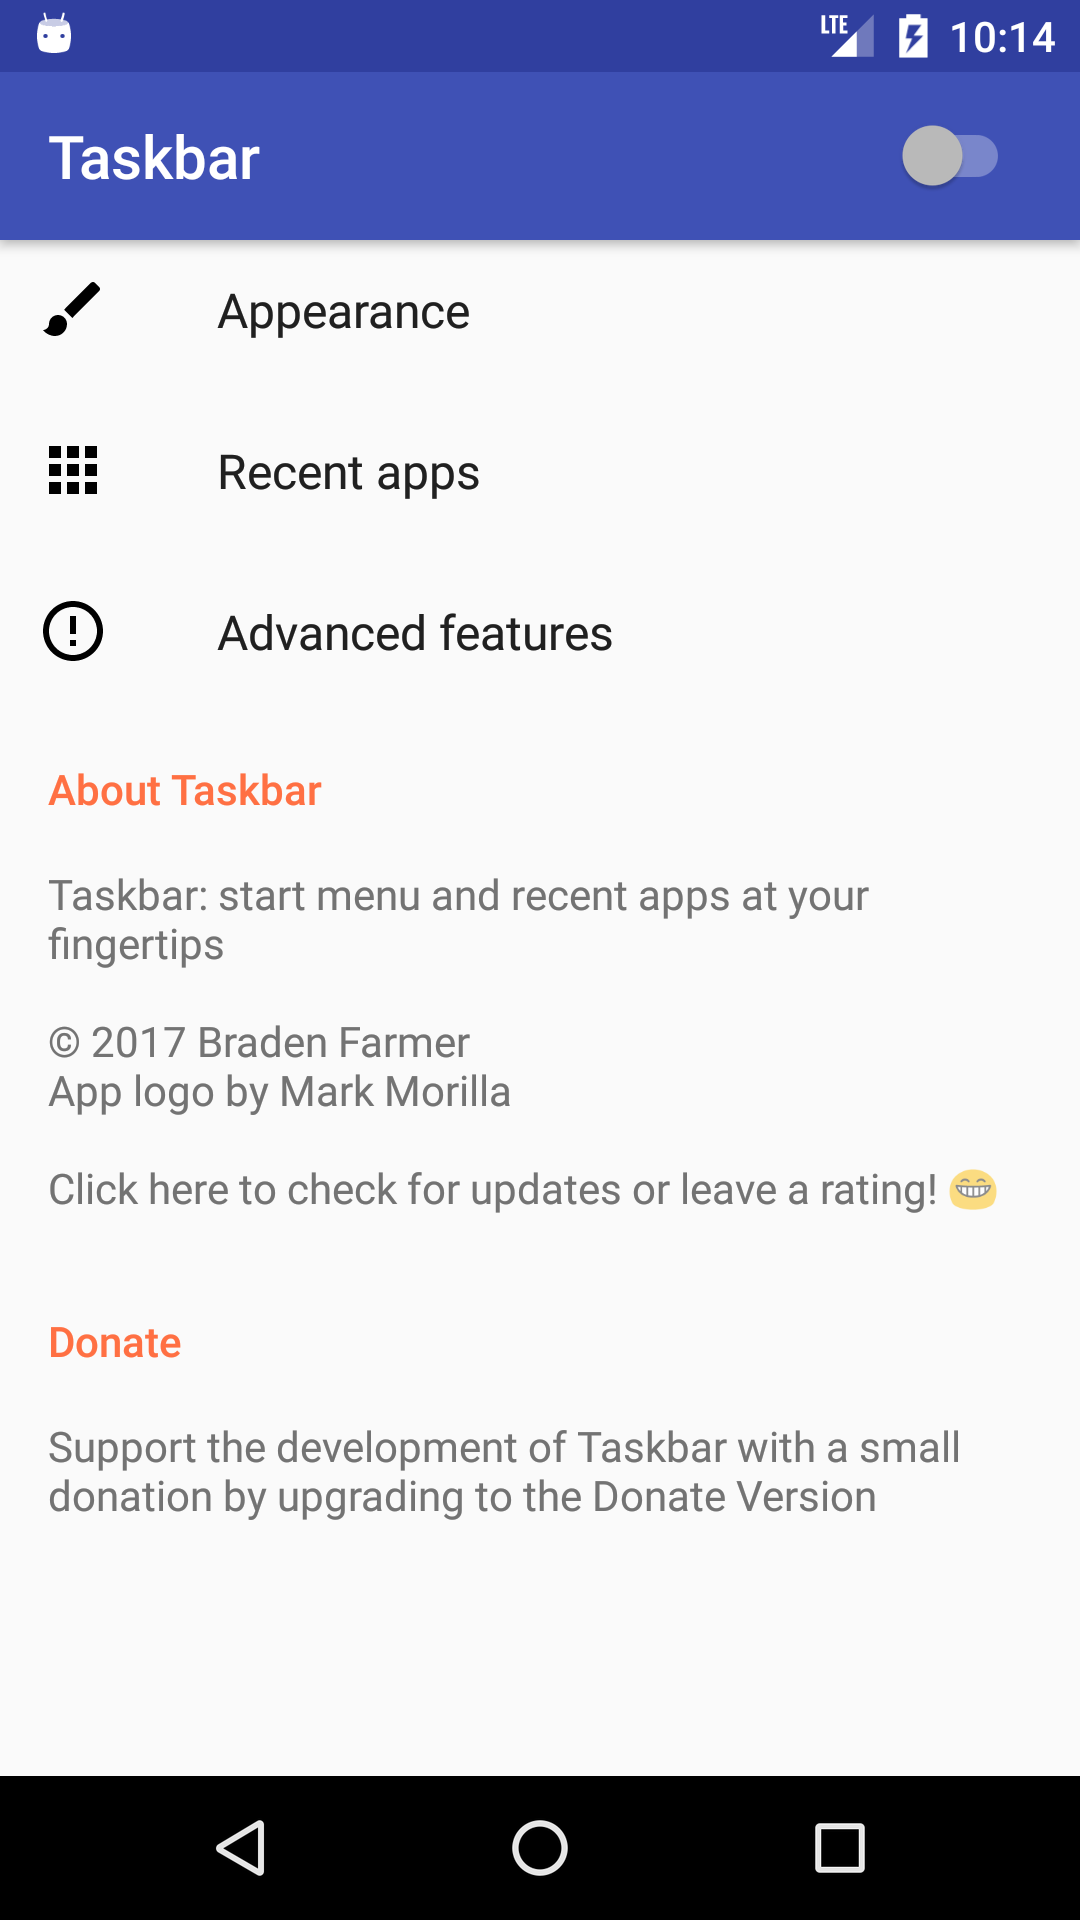 LTE 10:14
Taskbar
Appearance
Recent apps
Advanced features
About Taskbar
Taskbar: start menu and recent apps at your
fingertips
© 2017 Braden Farmer
App logo by Mark Morilla
Click here to check for updates or leave a rating! 😁
Donate
Support the development of Taskbar with a small
donation by upgrading to the Donate Version